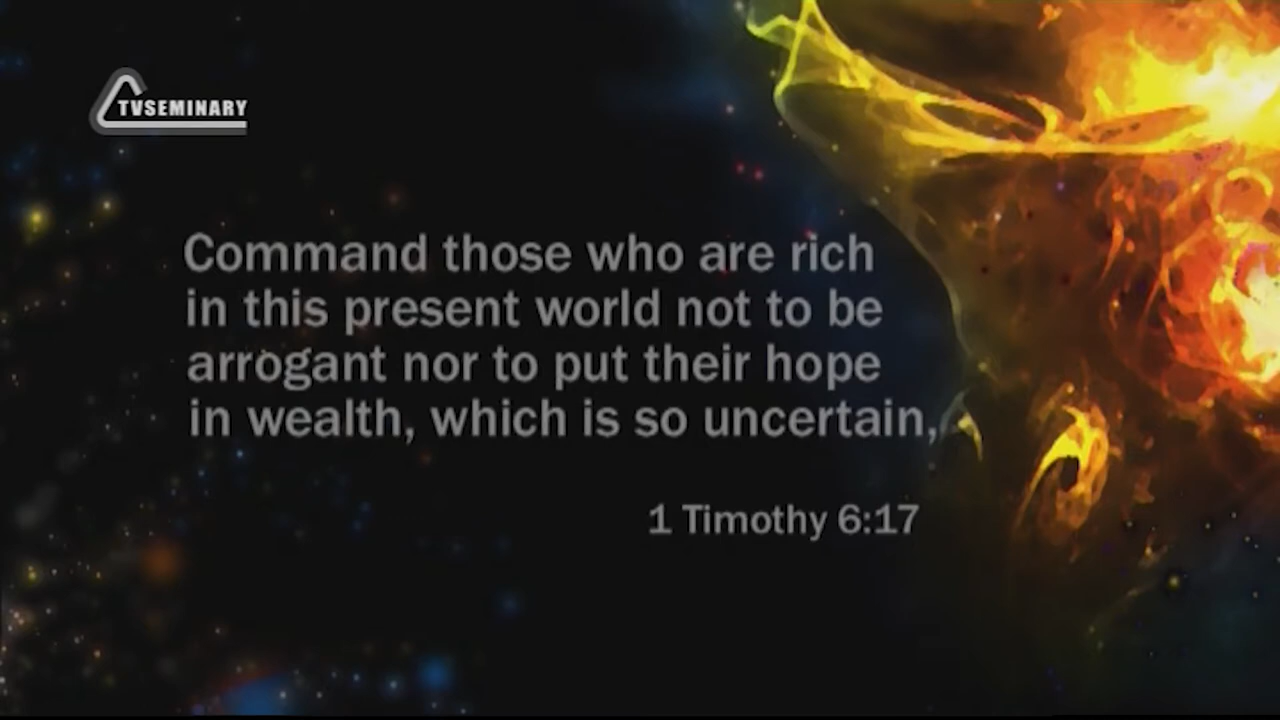 TVSEMINARY
Command those who are rich
in this present world not to be
arrogant nor to put their hope
in wealth, which is so uncertain,
1 Timothy 6:17